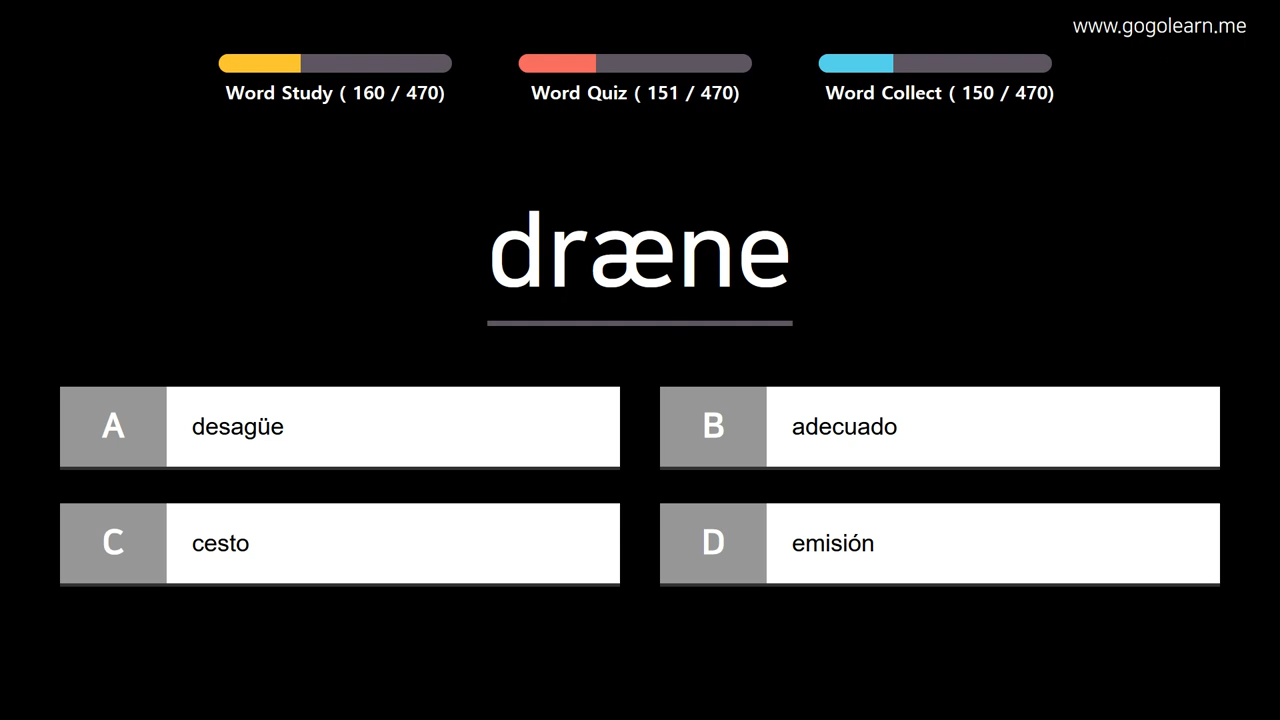 www.gogolearn.me
Word Study ( 160 / 470)
Word Quiz ( 151 / 470)
Word Collect ( 150 / 470)
dræne
A desagüe
B adecuado
C cesto
D emisión